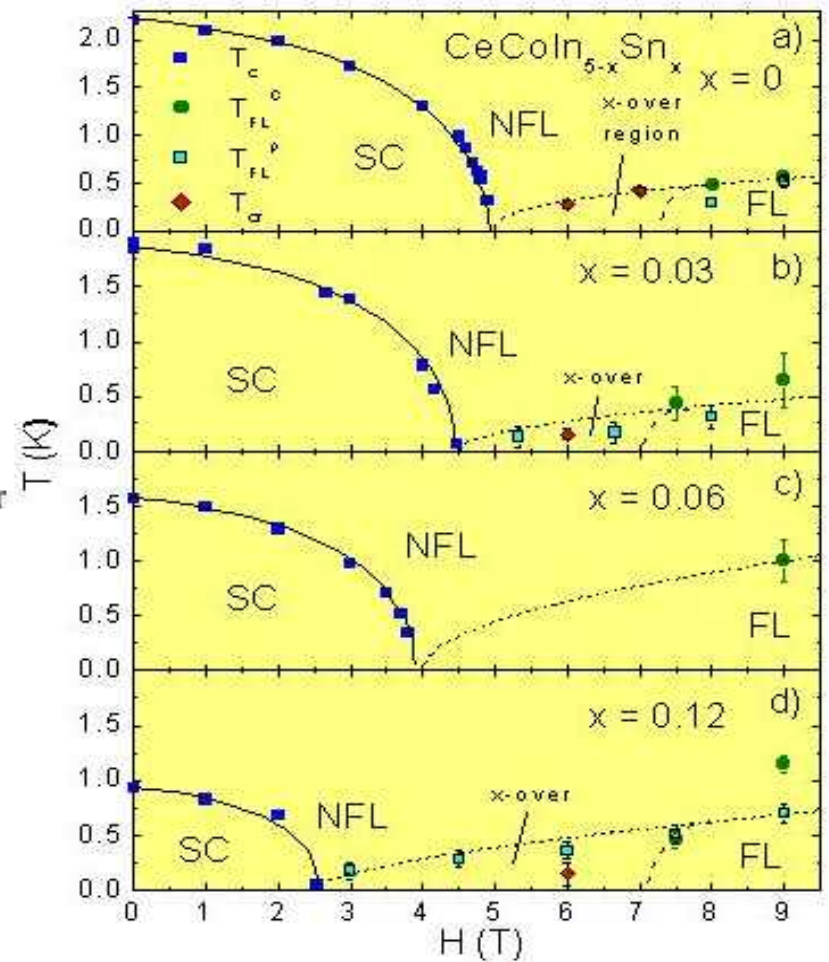 CeCoIn5-xSnx
a)
x = 0
Tc
TFL C
TFL ρ
Tcr
SC
NFL
x-over
region
FL
2.0
1.5
1.0
0.5
0.0
b)
x = 0.03
NFL
SC
x-over
FL
1.5
1.0
0.5
0.0
T (K)
r
c)
x = 0.06
NFL
SC
FL
1.5
1.0
0.5
0.0
d)
x = 0.12
x-over
NFL
SC
FL
1.5
1.0
0.5
0.0
0 1 2 3 4 5 6 7 8 9
H (T)